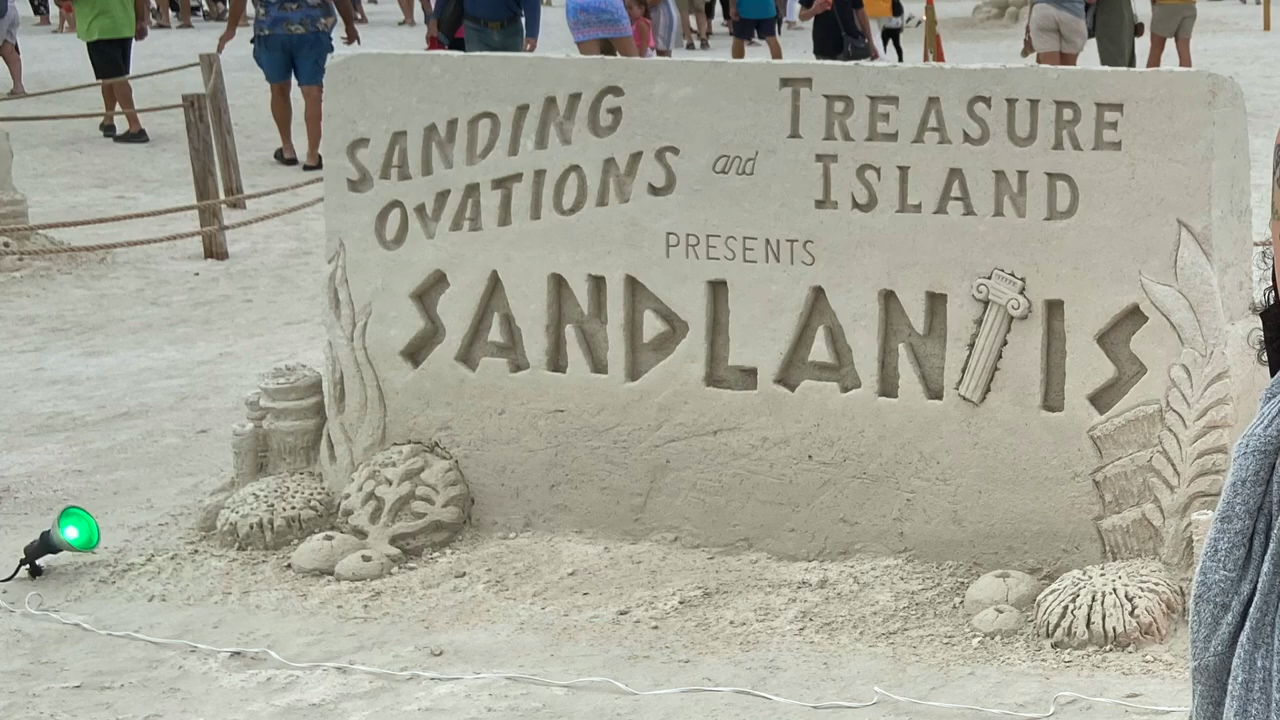 SANDING
OVATIONS
and
TREASURE
ISLAND
PRESENTS
SANDLANTIS